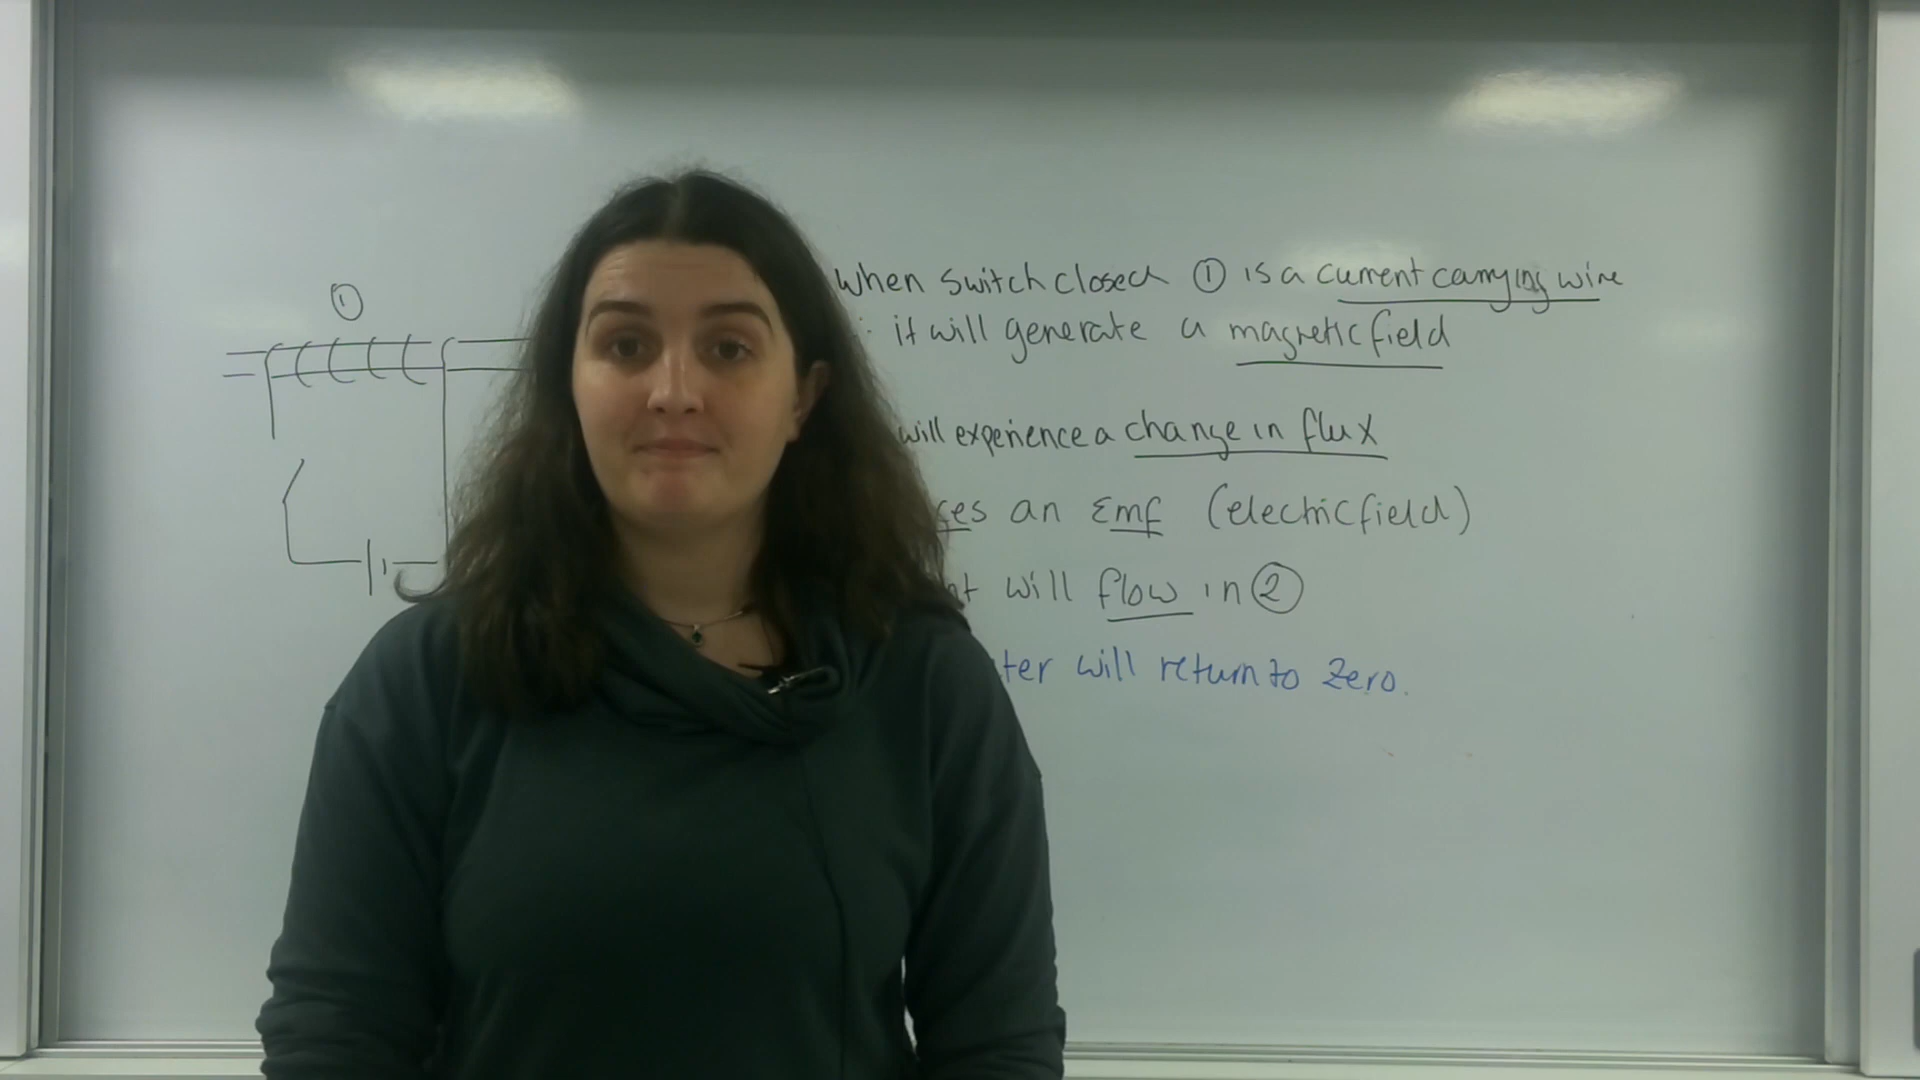 ①
When switch closed ① is a current carrying wire
∴ it will generate a magnetic field
will experience a change in flux
an Emf (electric field)
will flow in ②
will return to zero.